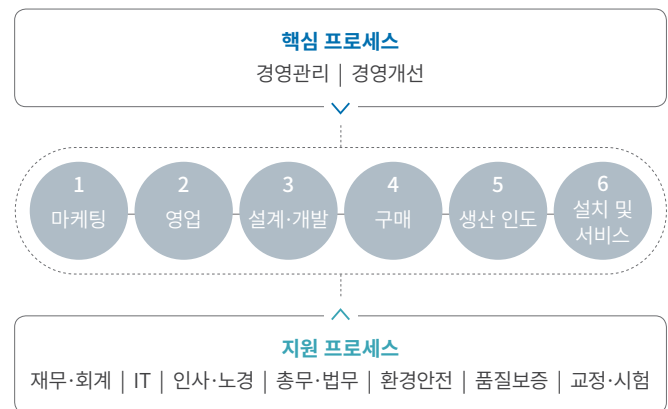 핵심 프로세스
경영관리 | 경영개선
1
마케팅
2
영업
3
설계·개발
4
구매
5
생산 인도
6
설치 및
서비스
지원 프로세스
재무·회계 | IT | 인사·노경 | 총무·법무 | 환경안전 | 품질보증 | 교정·시험